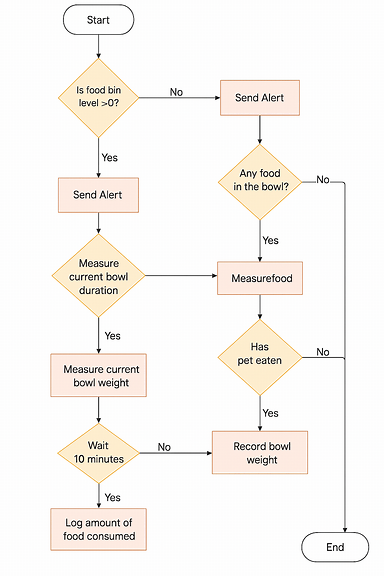 Start
Is food bin
level >0?
No
Send Alert
Yes
Send Alert
Any food
in the bowl?
No
Yes
Measure
current bowl
duration
Measurefood
Yes
Has
pet eaten
No
Measure current
bowl weight
Yes
Wait
10 minutes
No
Record bowl
weight
Yes
Log amount of
food consumed
End